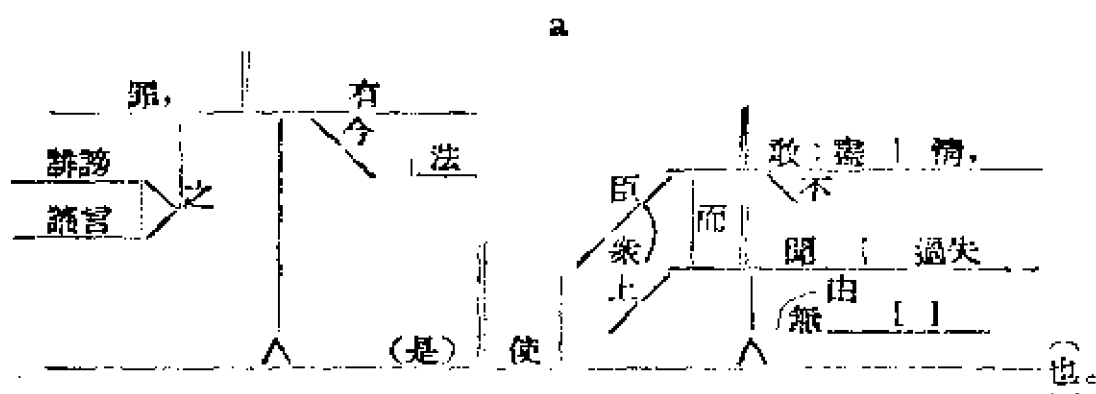 a
罪， 有
今
法
誹謗 之
訞言
敢：盡｜情，
不
臣
而
衆
聞｜過失
上
由
無 ［ ］
（是） 使
也。